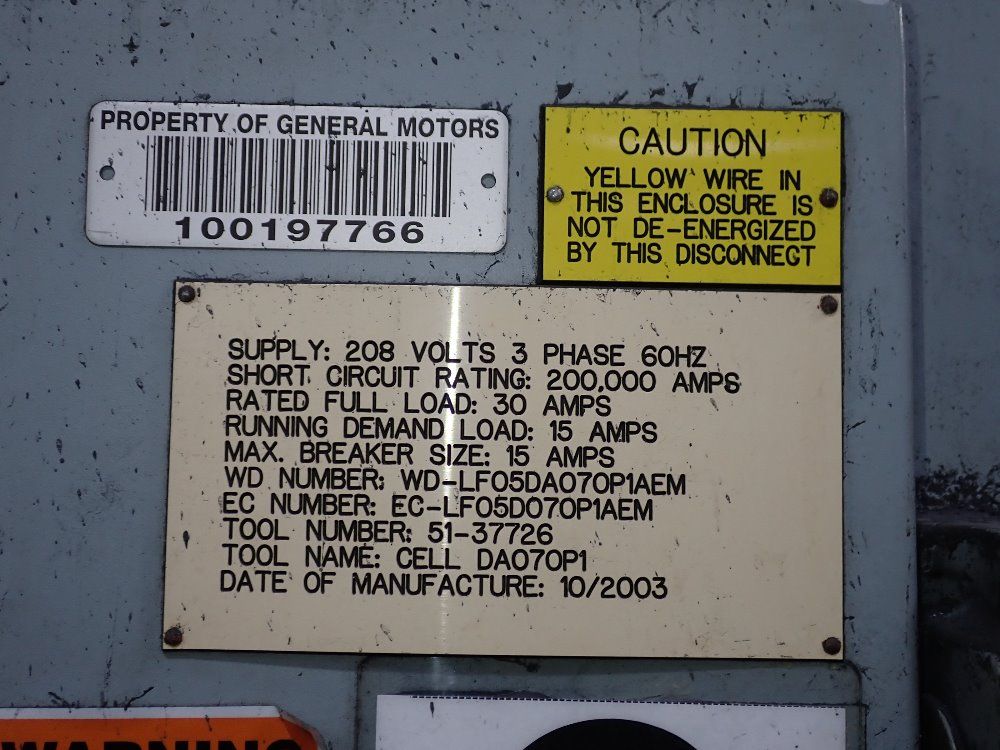 PROPERTY OF GENERAL MOTORS
100197766
CAUTION
YELLOW WIRE IN
THIS ENCLOSURE IS
NOT DE-ENERGIZED
BY THIS DISCONNECT
SUPPLY: 208 VOLTS 3 PHASE 60HZ
SHORT CIRCUIT RATING: 200,000 AMPS
RATED FULL LOAD: 30 AMPS
RUNNING DEMAND LOAD: 15 AMPS
MAX. BREAKER SIZE: 15 AMPS
WD NUMBER: WD-LF05DA070P1AEM
EC NUMBER: EC-LF05D070P1AEM
TOOL NUMBER: 51-37726
TOOL NAME: CELL DA070P1
DATE OF MANUFACTURE: 10/2003
WARNING